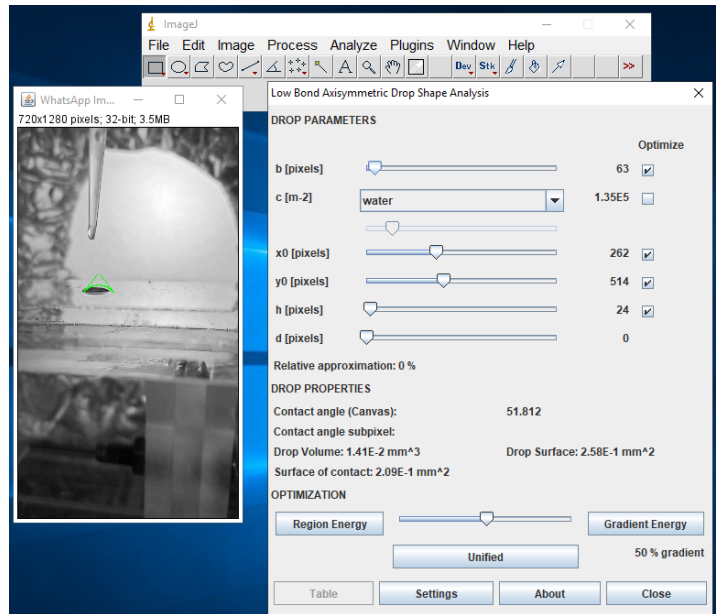 ImageJ
File Edit Image Process Analyze Plugins Window Help
A Dev Stk >>
WhatsApp Im...
720x1280 pixels; 32-bit; 3.5MB
Low Bond Axisymmetric Drop Shape Analysis
DROP PARAMETERS
Optimize
b [pixels] 63
c [m-2] water 1.35E5
x0 [pixels] 262
y0 [pixels] 514
h [pixels] 24
d [pixels] 0
Relative approximation: 0 %
DROP PROPERTIES
Contact angle (Canvas): 51.812
Contact angle subpixel:
Drop Volume: 1.41E-2 mm^3 Drop Surface: 2.58E-1 mm^2
Surface of contact: 2.09E-1 mm^2
OPTIMIZATION
Region Energy Gradient Energy
Unified 50 % gradient
Table Settings About Close